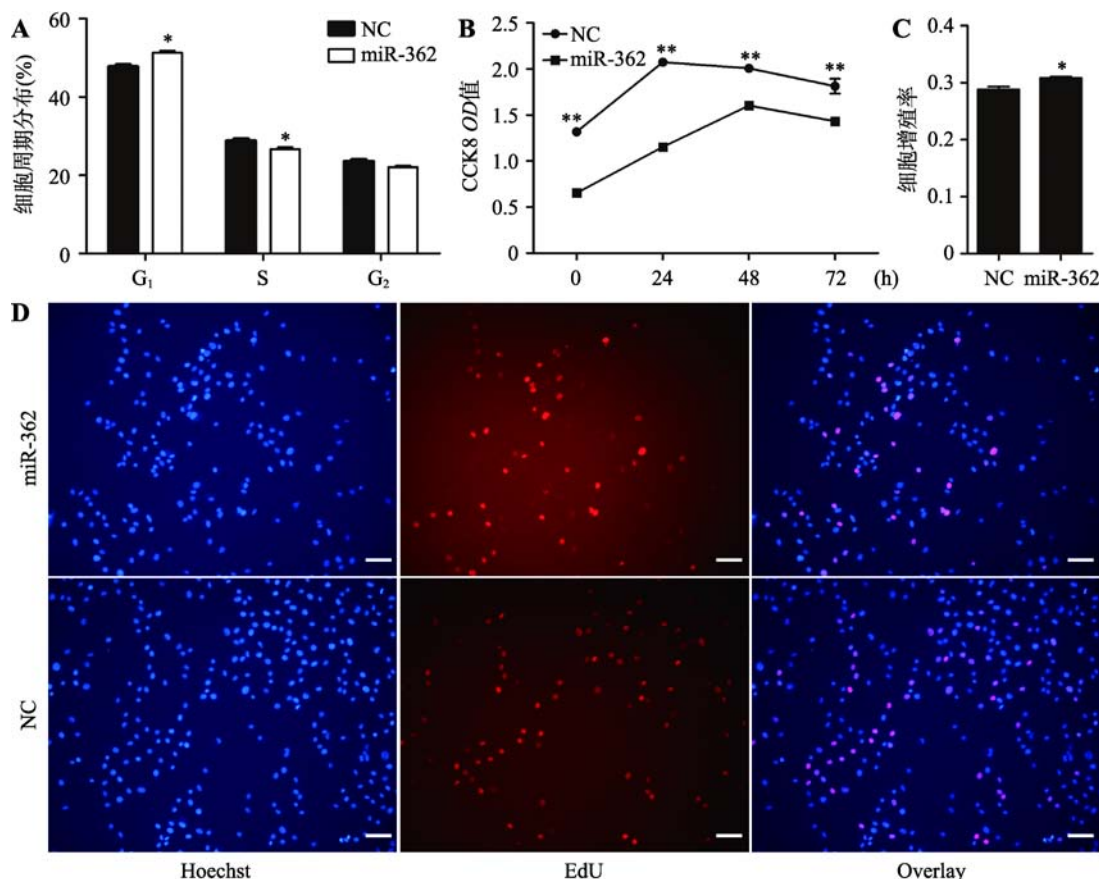 A
60
40
20
0
细胞周期分布(%)
*
*
NC
miR-362
G₁
S
G₂
B
2.5
2.0
1.5
1.0
0.5
0
CCK8 OD值
NC
miR-362
**
**
**
**
0
24
48
72
(h)
C
0.4
0.3
0.2
0.1
0
细胞增殖率
*
NC
miR-362
D
miR-362
NC
Hoechst
EdU
Overlay